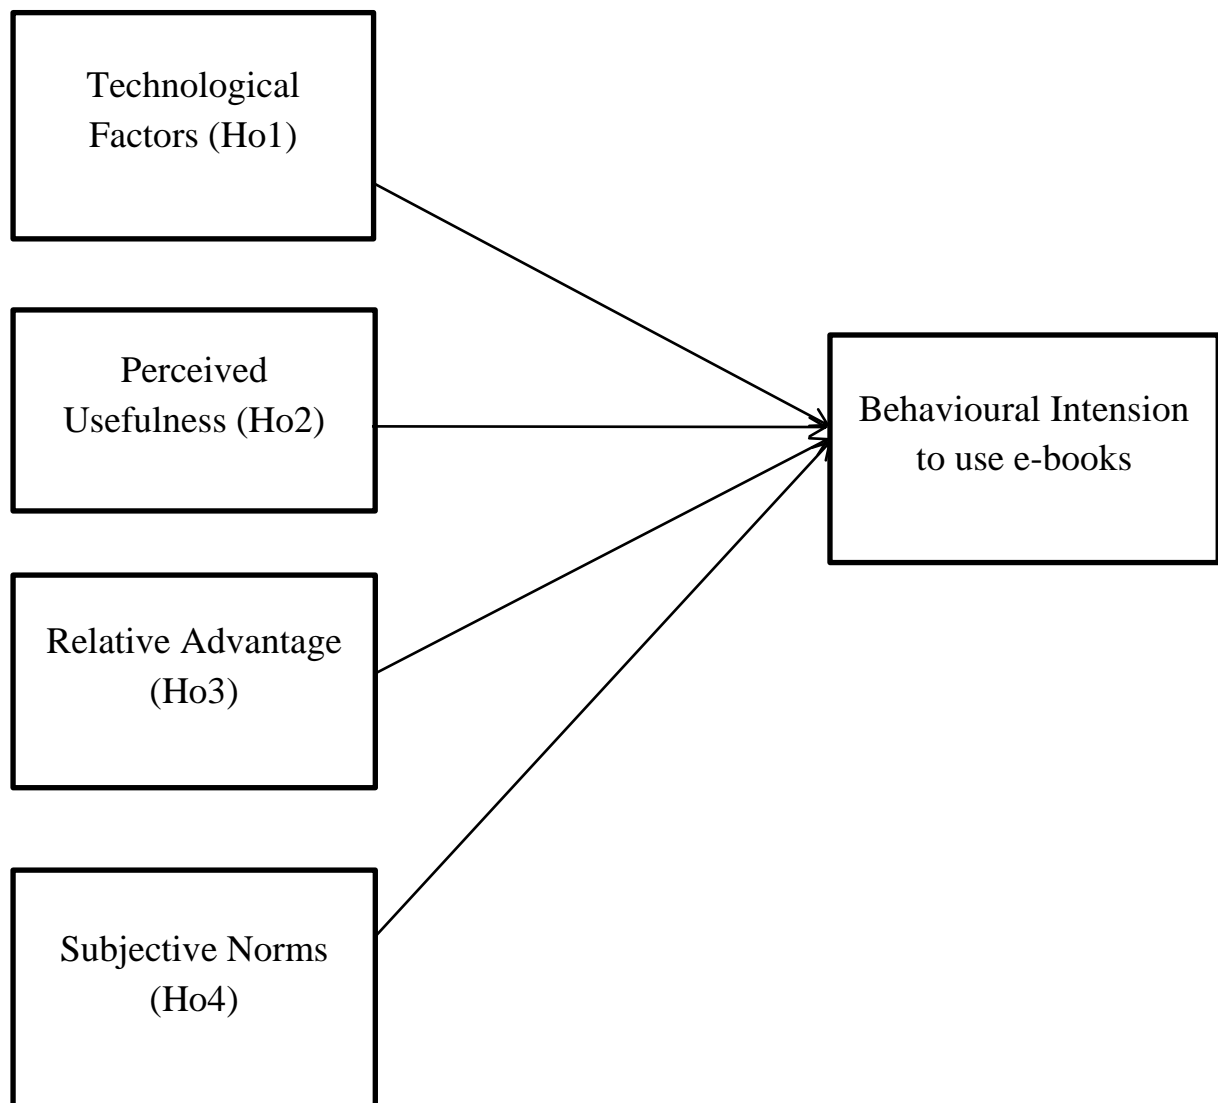 Technological
Factors (Ho1)
Perceived
Usefulness (Ho2)
Behavioural Intension
to use e-books
Relative Advantage
(Ho3)
Subjective Norms
(Ho4)